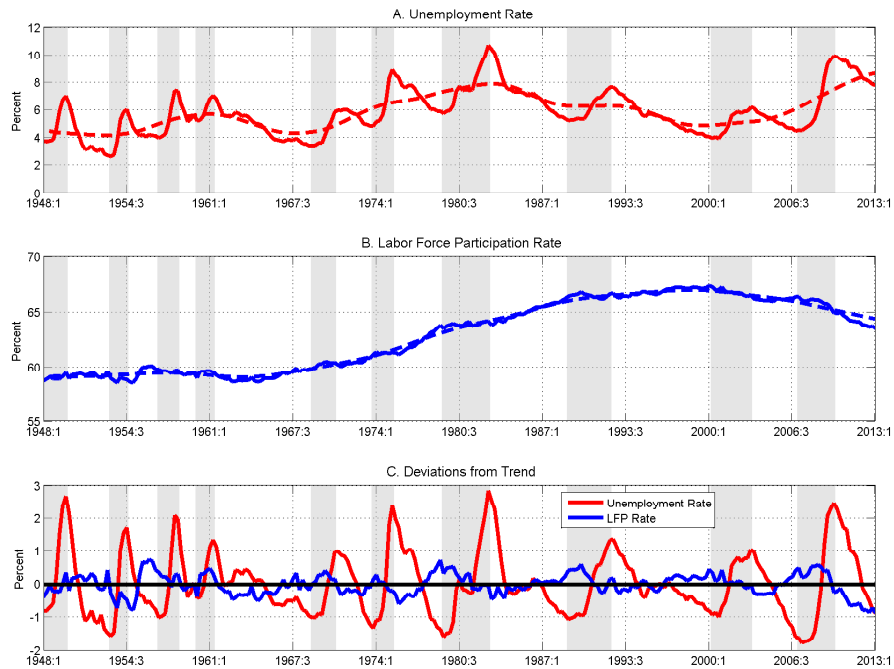 A. Unemployment Rate
12
10
8
6
4
2
0
Percent
1948:1 1954:3 1961:1 1967:3 1974:1 1980:3 1987:1 1993:3 2000:1 2006:3 2013:1
B. Labor Force Participation Rate
70
65
60
55
Percent
1948:1 1954:3 1961:1 1967:3 1974:1 1980:3 1987:1 1993:3 2000:1 2006:3 2013:1
C. Deviations from Trend
3
2
1
0
-1
-2
Percent
Unemployment Rate
LFP Rate
1948:1 1954:3 1961:1 1967:3 1974:1 1980:3 1987:1 1993:3 2000:1 2006:3 2013:1